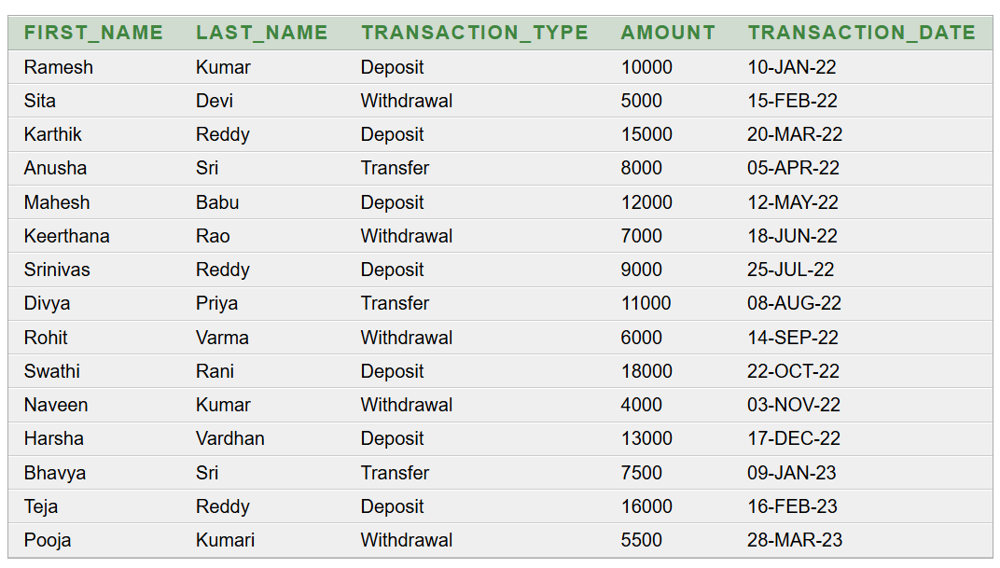 FIRST_NAME LAST_NAME TRANSACTION_TYPE AMOUNT TRANSACTION_DATE
Ramesh Kumar Deposit 10000 10-JAN-22
Sita Devi Withdrawal 5000 15-FEB-22
Karthik Reddy Deposit 15000 20-MAR-22
Anusha Sri Transfer 8000 05-APR-22
Mahesh Babu Deposit 12000 12-MAY-22
Keerthana Rao Withdrawal 7000 18-JUN-22
Srinivas Reddy Deposit 9000 25-JUL-22
Divya Priya Transfer 11000 08-AUG-22
Rohit Varma Withdrawal 6000 14-SEP-22
Swathi Rani Deposit 18000 22-OCT-22
Naveen Kumar Withdrawal 4000 03-NOV-22
Harsha Vardhan Deposit 13000 17-DEC-22
Bhavya Sri Transfer 7500 09-JAN-23
Teja Reddy Deposit 16000 16-FEB-23
Pooja Kumari Withdrawal 5500 28-MAR-23